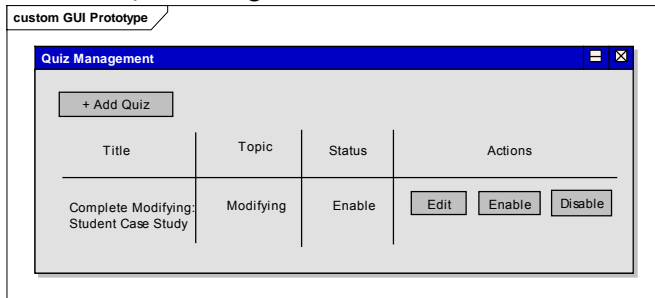 custom GUI Prototype
Quiz Management
+ Add Quiz
Title Topic Status Actions
Complete Modifying: Modifying Enable Edit Enable Disable
Student Case Study